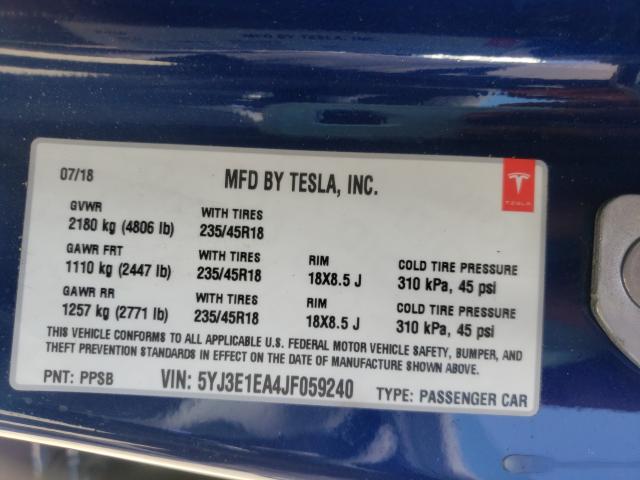 07/18
MFD BY TESLA, INC.
TESLA
GVWR WITH TIRES
2180 kg (4806 lb) 235/45R18
GAWR FRT WITH TIRES RIM COLD TIRE PRESSURE
1110 kg (2447 lb) 235/45R18 18X8.5 J 310 kPa, 45 psi
GAWR RR WITH TIRES RIM COLD TIRE PRESSURE
1257 kg (2771 lb) 235/45R18 18X8.5 J 310 kPa, 45 psi
THIS VEHICLE CONFORMS TO ALL APPLICABLE U.S. FEDERAL MOTOR VEHICLE SAFETY, BUMPER, AND
THEFT PREVENTION STANDARDS IN EFFECT ON THE DATE OF MANUFACTURE SHOWN ABOVE.
PNT: PPSB VIN: 5YJ3E1EA4JF059240 TYPE: PASSENGER CAR